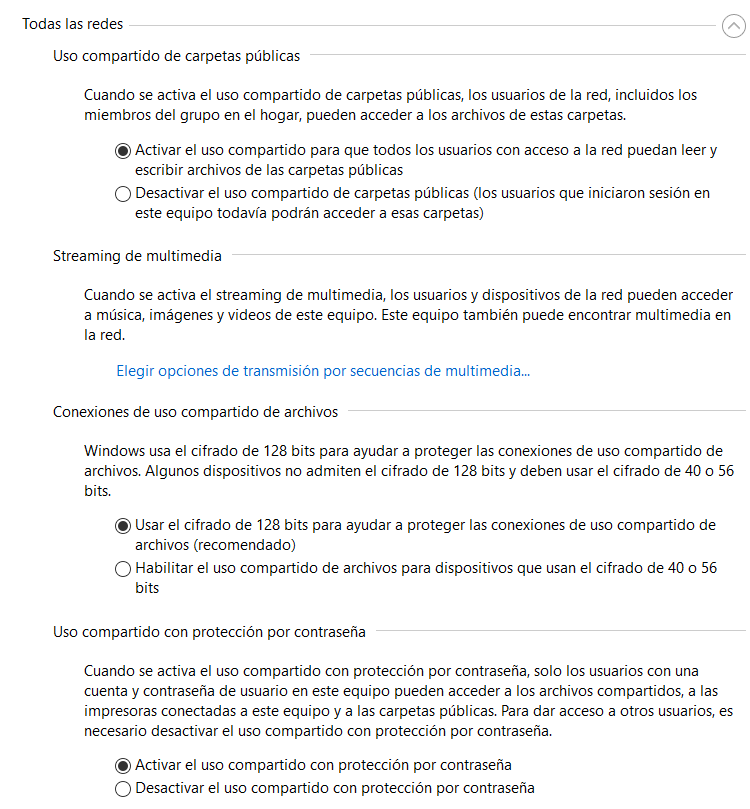 Todas las redes
Uso compartido de carpetas públicas
Cuando se activa el uso compartido de carpetas públicas, los usuarios de la red, incluidos los
miembros del grupo en el hogar, pueden acceder a los archivos de estas carpetas.
Activar el uso compartido para que todos los usuarios con acceso a la red puedan leer y
escribir archivos de las carpetas públicas
Desactivar el uso compartido de carpetas públicas (los usuarios que iniciaron sesión en
este equipo todavía podrán acceder a esas carpetas)
Streaming de multimedia
Cuando se activa el streaming de multimedia, los usuarios y dispositivos de la red pueden acceder
a música, imágenes y videos de este equipo. Este equipo también puede encontrar multimedia en
la red.
Elegir opciones de transmisión por secuencias de multimedia...
Conexiones de uso compartido de archivos
Windows usa el cifrado de 128 bits para ayudar a proteger las conexiones de uso compartido de
archivos. Algunos dispositivos no admiten el cifrado de 128 bits y deben usar el cifrado de 40 o 56
bits.
Usar el cifrado de 128 bits para ayudar a proteger las conexiones de uso compartido de
archivos (recomendado)
Habilitar el uso compartido de archivos para dispositivos que usan el cifrado de 40 o 56
bits
Uso compartido con protección por contraseña
Cuando se activa el uso compartido con protección por contraseña, solo los usuarios con una
cuenta y contraseña de usuario en este equipo pueden acceder a los archivos compartidos, a las
impresoras conectadas a este equipo y a las carpetas públicas. Para dar acceso a otros usuarios, es
necesario desactivar el uso compartido con protección por contraseña.
Activar el uso compartido con protección por contraseña
Desactivar el uso compartido con protección por contraseña